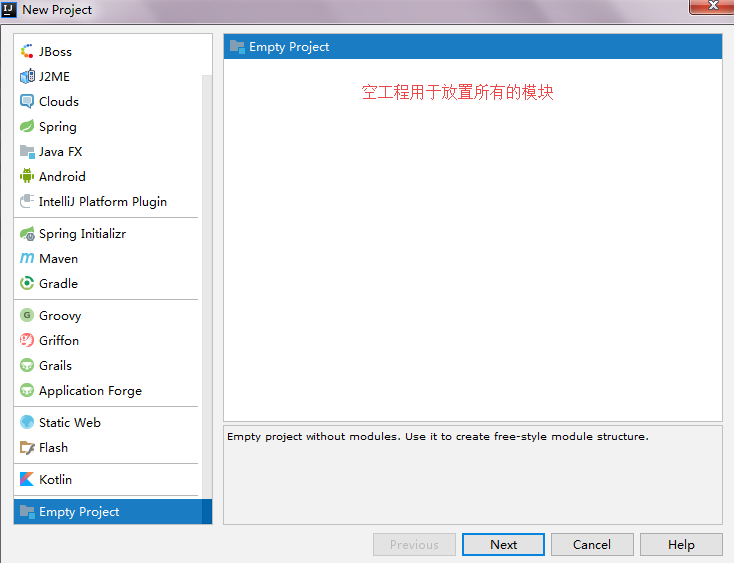 New Project
JBoss
J2ME
Clouds
Spring
Java FX
Android
IntelliJ Platform Plugin
Spring Initializr
Maven
Gradle
Groovy
Griffon
Grails
Application Forge
Static Web
Flash
Kotlin
Empty Project
Empty Project
空工程用于放置所有的模块
Empty project without modules. Use it to create free-style module structure.
Previous
Next
Cancel
Help